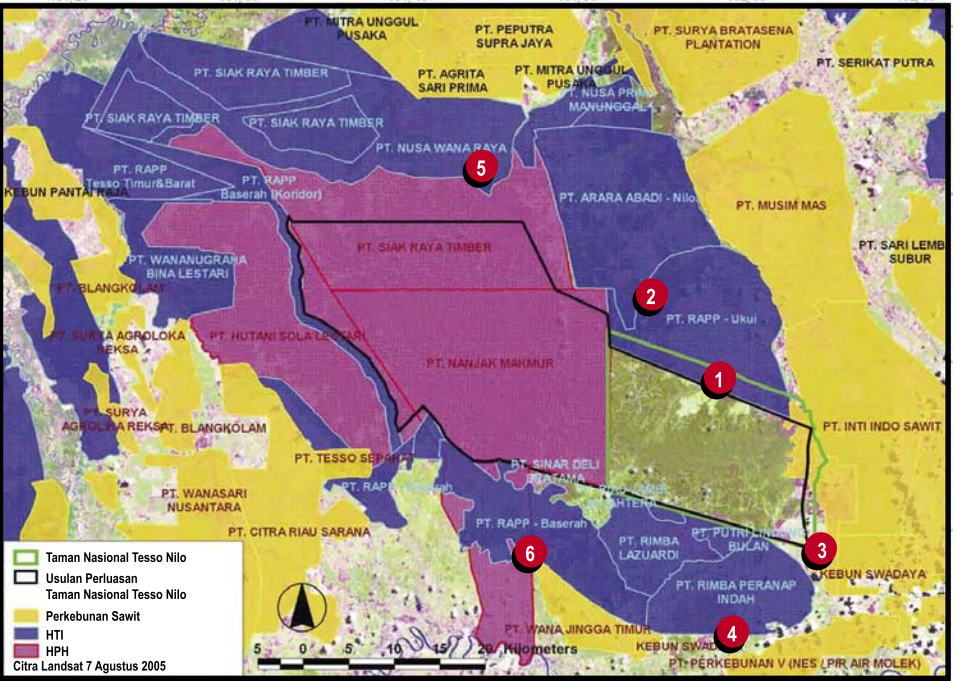 PT. MITRA UNGGUL
PUSAKA
PT. PEPUTRA
SUPRA JAYA
PT. SURYA BRATASENA
PLANTATION
PT. SERIKAT PUTRA
PT. SIAK RAYA TIMBER
PT. AGRITA
SARI PRIMA
PT. MITRA UNGGUL
PUSAKA
MANUNGGAL
PT. SIAK RAYA TIMBER
PT. SIAK RAYA TIMBER
PT. NUSA WANA RAYA
5
PT. RAPP
Tesso Timur&Barat
PT. RAPP
Baserah (Koridor)
KEBUN PANTAI RAJA
PT. ARARA ABADI - Nilo
PT. MUSIM MAS
PT. SIAK RAYA TIMBER
PT. SARI LEMB
SUBUR
PT. WANANUGRAHA
BINA LESTARI
PT. BLANGKOLAM
2
PT. RAPP - Ukui
PT. SURYA AGROLOKA
REKSA
PT. HUTANI SOLA LESTARI
PT. NANJAK MAKMUR
1
PT. SURYA
AGROLOKA REKSA
PT. BLANGKOLAM
PT. INTI INDO SAWIT
PT. TESSO
PT. SINAR DELI
PT. WANASARI
NUSANTARA
PT. RAPP - Baserah
PT. CITRA RIAU SARANA
PT. RIMBA
LAZUARDI
BULAN
6
3
KEBUN SWADAYA
PT. RIMBA PERANAP
INDAH
PT. WANA JINGGA TIMUR
4
KEBUN
PT. PERKEBUNAN V (NES / PIR AIR MOLEK)
Taman Nasional Tesso Nilo
Usulan Perluasan
Taman Nasional Tesso Nilo
Perkebunan Sawit
HTI
HPH
Citra Landsat 7 Agustus 2005
5 0 5 10 15 20 Kilometers